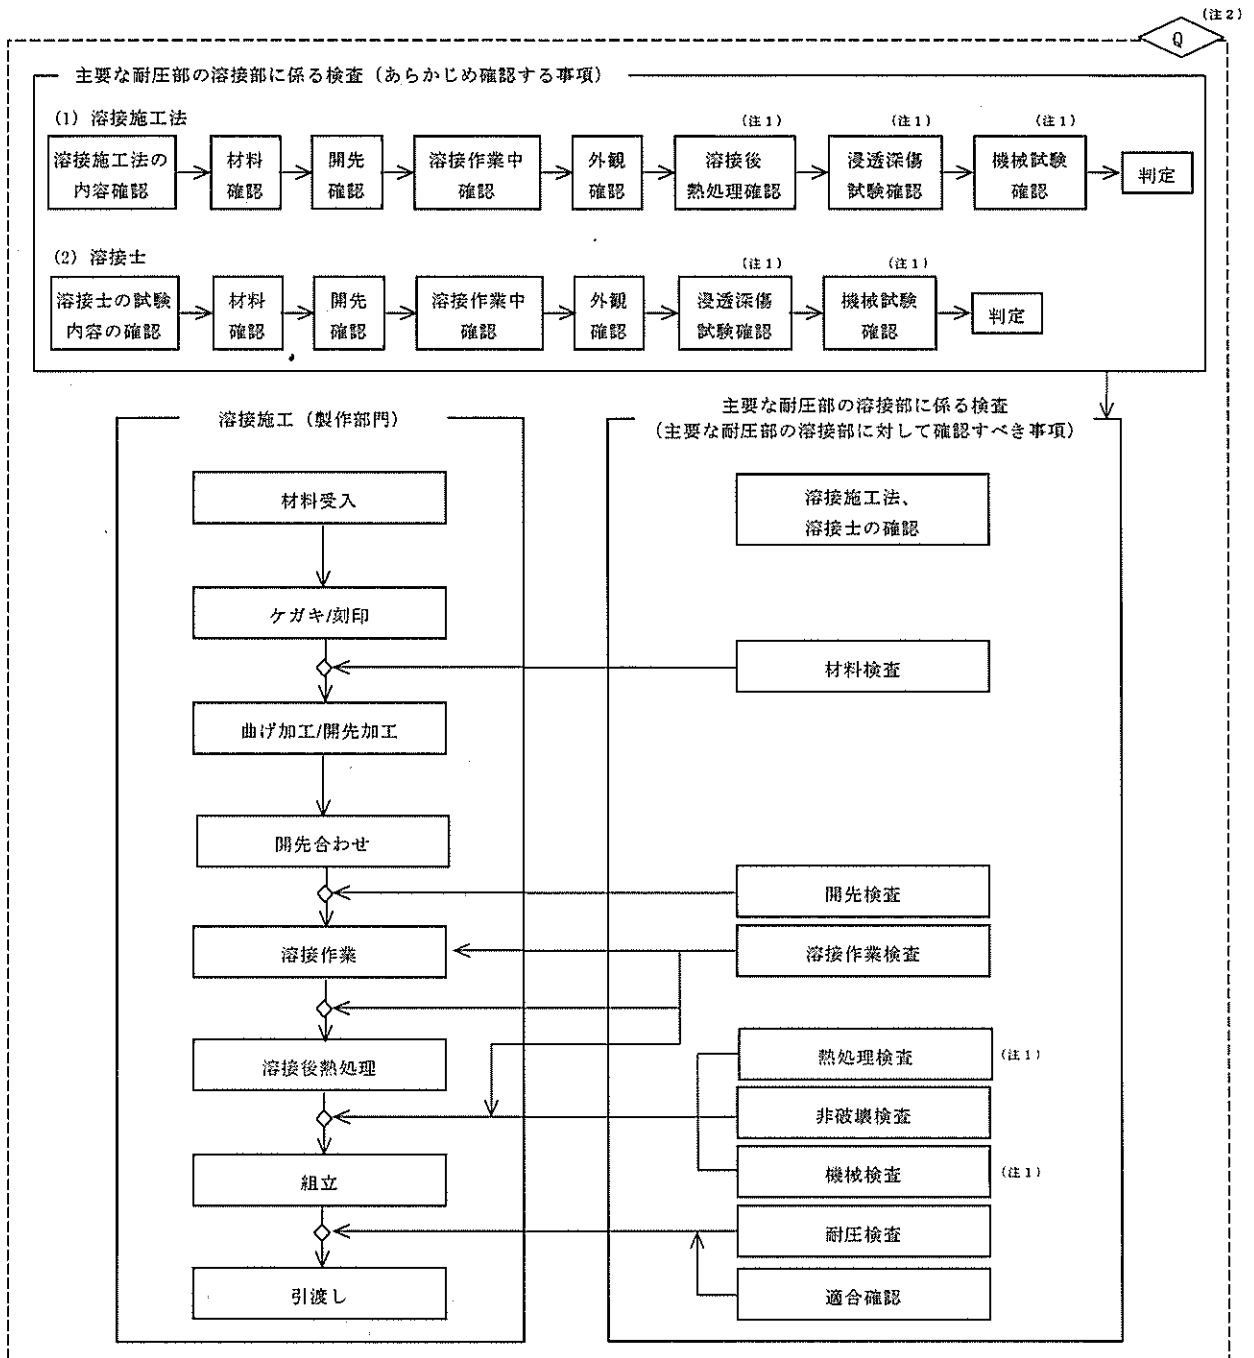 (注2)
Q
主要な耐圧部の溶接部に係る検査（あらかじめ確認する事項）
(1) 溶接施工法
(注1)
(注1)
(注1)
溶接施工法の
内容確認
材料
確認
開先
確認
溶接作業中
確認
外観
確認
溶接後
熱処理確認
浸透深傷
試験確認
機械試験
確認
判定
(2) 溶接士
(注1)
(注1)
溶接士の試験
内容の確認
材料
確認
開先
確認
溶接作業中
確認
外観
確認
浸透深傷
試験確認
機械試験
確認
判定
溶接施工（製作部門）
主要な耐圧部の溶接部に係る検査
（主要な耐圧部の溶接部に対して確認すべき事項）
材料受入
溶接施工法、
溶接士の確認
ケガキ/刻印
材料検査
曲げ加工/開先加工
開先合わせ
開先検査
溶接作業
溶接作業検査
溶接後熱処理
熱処理検査
(注1)
非破壊検査
組立
機械検査
(注1)
耐圧検査
引渡し
適合確認